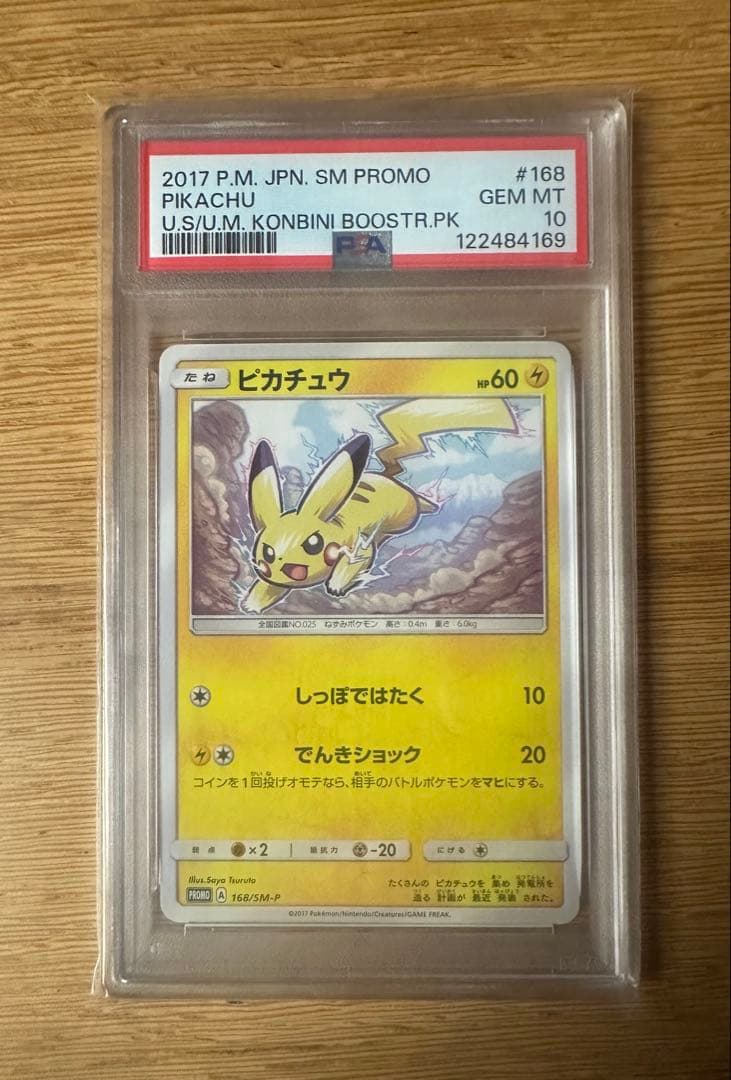 2017 P.M. JPN. SM PROMO #168
PIKACHU GEM MT
U.S/U.M. KONBINI BOOSTR.PK 10
PSA 122484169
たね ピカチュウ HP60
全国図鑑NO.025 ねずみポケモン 高さ:0.4m 重さ:6.0kg
しっぽではたく 10
でんきショック 20
コインを1回投げオモテなら、相手のバトルポケモンをマヒにする。
弱点 ×2 抵抗力 -20 にげる
Illus.Saya Tsuruta
たくさんの ピカチュウを 集め 発電所を
造る 計画が 最近 発表 された。
PROMO A 168/SM-P
©2017 Pokémon/Nintendo/Creatures/GAME FREAK.